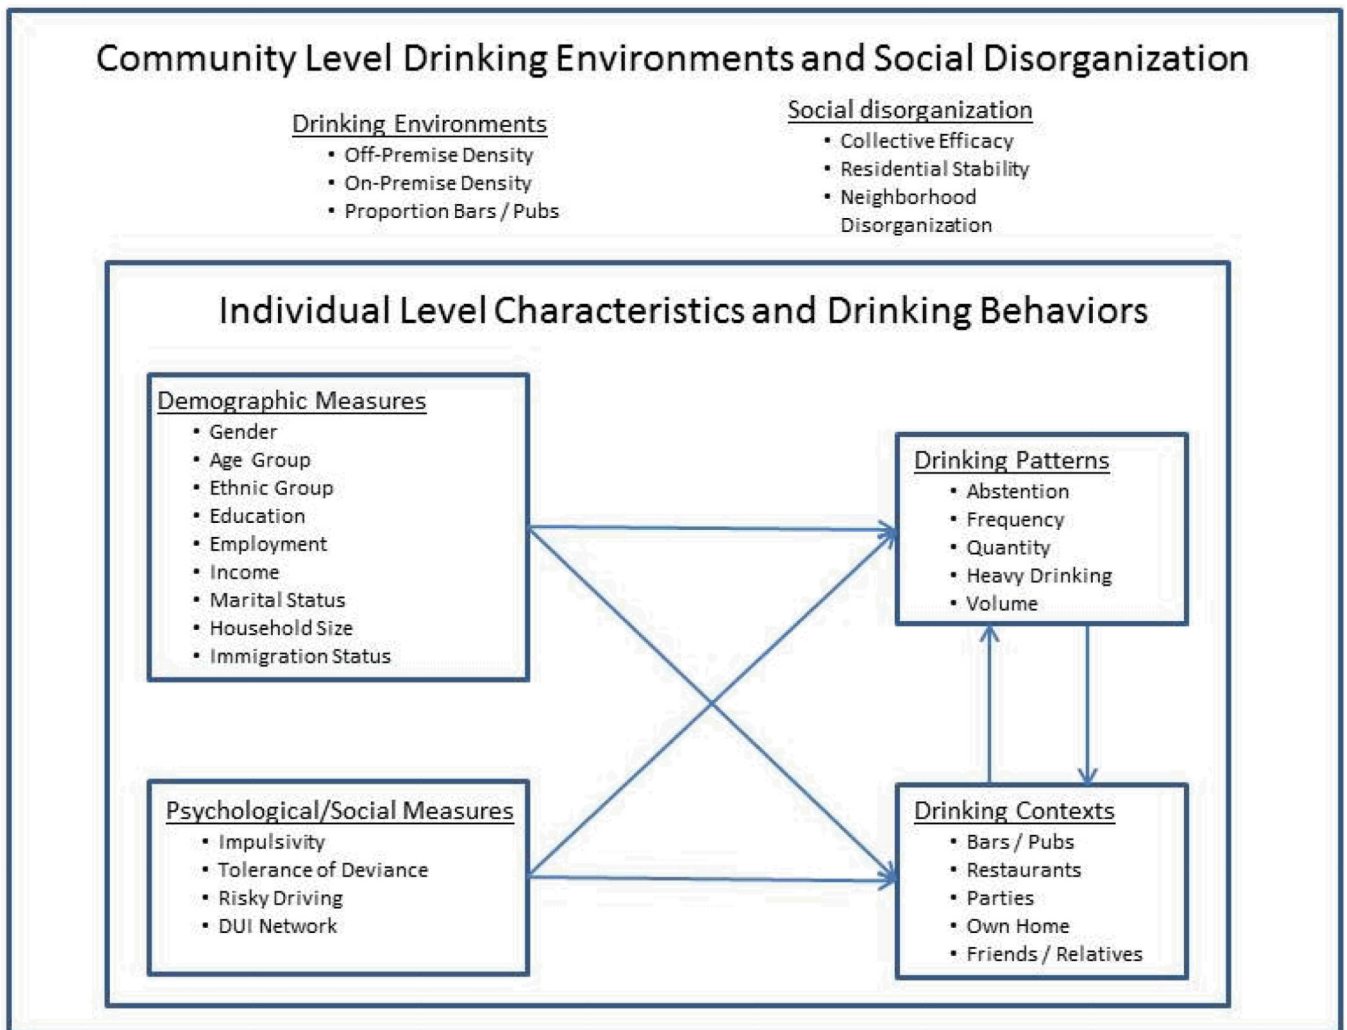 Community Level Drinking Environments and Social Disorganization
Drinking Environments
• Off-Premise Density
• On-Premise Density
• Proportion Bars / Pubs
Social disorganization
• Collective Efficacy
• Residential Stability
• Neighborhood
Disorganization
Individual Level Characteristics and Drinking Behaviors
Demographic Measures
• Gender
• Age Group
• Ethnic Group
• Education
• Employment
• Income
• Marital Status
• Household Size
• Immigration Status
Drinking Patterns
• Abstention
• Frequency
• Quantity
• Heavy Drinking
• Volume
Psychological/Social Measures
• Impulsivity
• Tolerance of Deviance
• Risky Driving
• DUI Network
Drinking Contexts
• Bars / Pubs
• Restaurants
• Parties
• Own Home
• Friends / Relatives